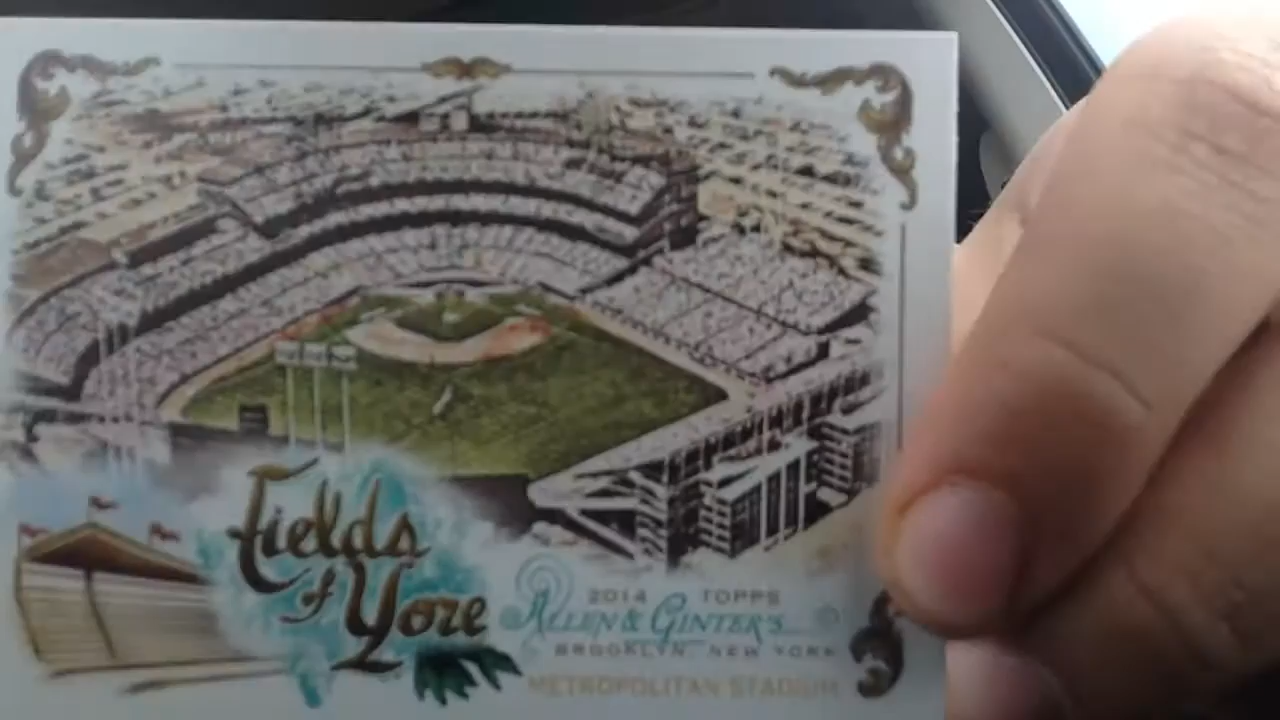 Fields
of
Yore
2014 TOPPS
ALLEN & GINTER'S
BROOKLYN, NEW YORK
METROPOLITAN STADIUM